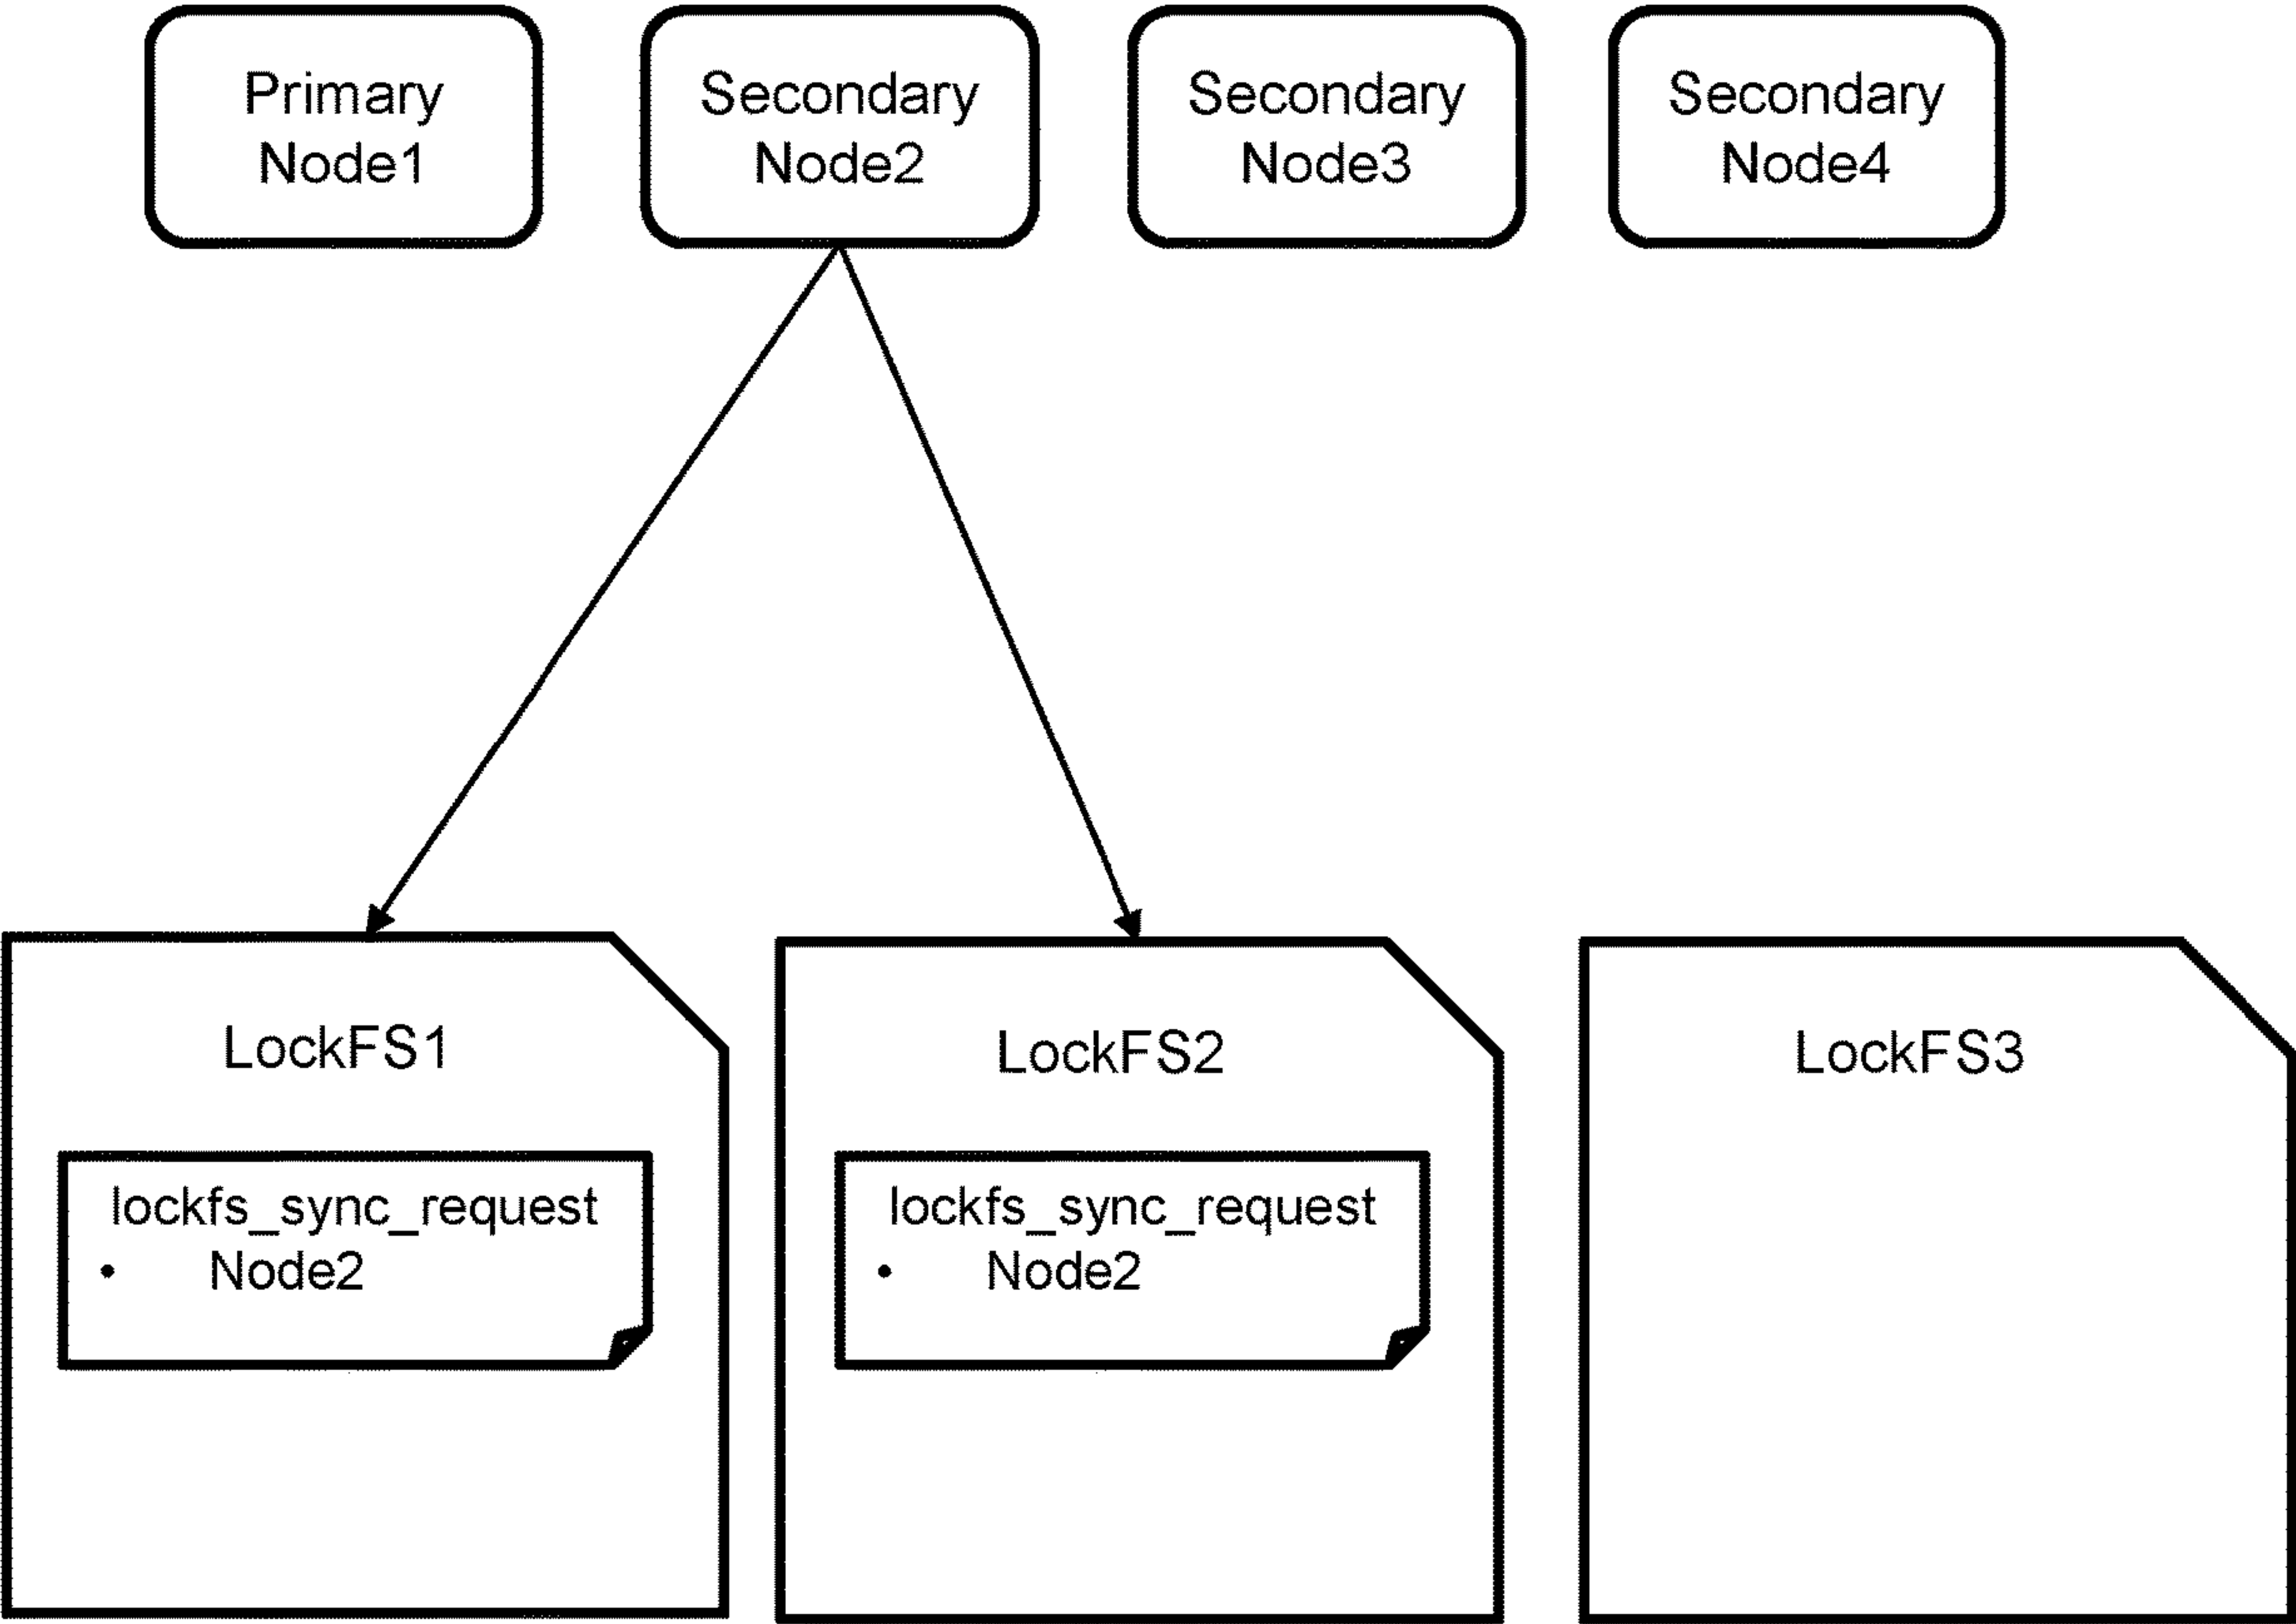 Primary
Node1
Secondary
Node2
Secondary
Node3
Secondary
Node4
LockFS1
lockfs_sync_request
• Node2
LockFS2
lockfs_sync_request
• Node2
LockFS3